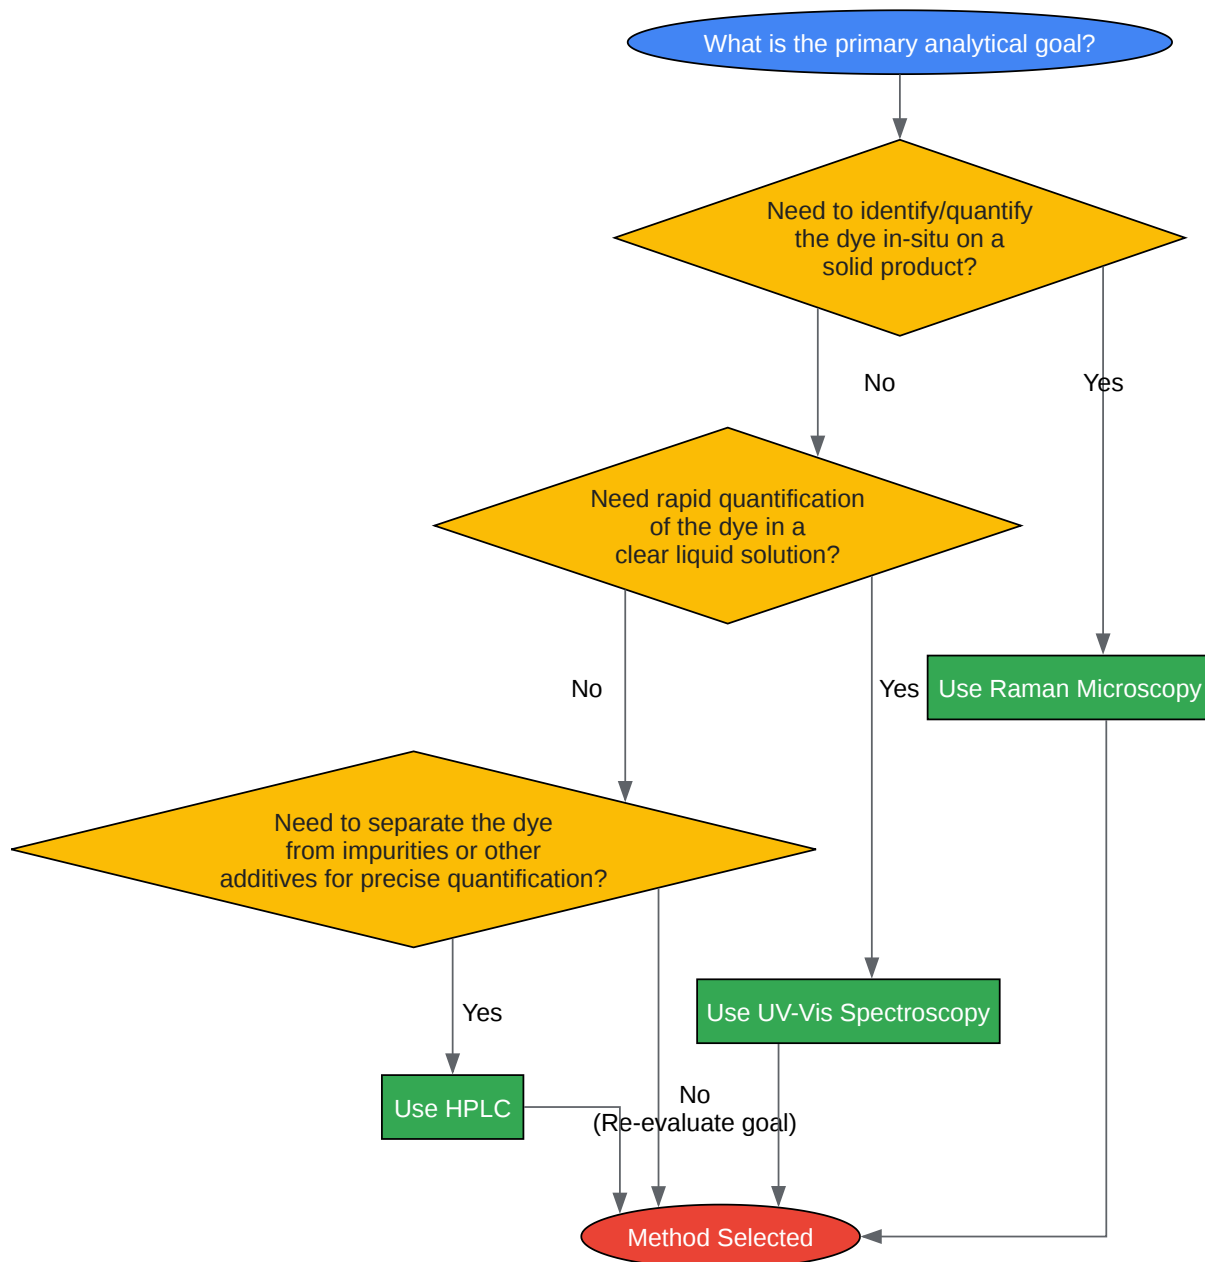 What is the primary analytical goal?
Need to identify/quantify
the dye in-situ on a
solid product?
No
Yes
Need rapid quantification
of the dye in a
clear liquid solution?
No
Yes
Use Raman Microscopy
Need to separate the dye
from impurities or other
additives for precise quantification?
Yes
Use UV-Vis Spectroscopy
Use HPLC
No
(Re-evaluate goal)
Method Selected